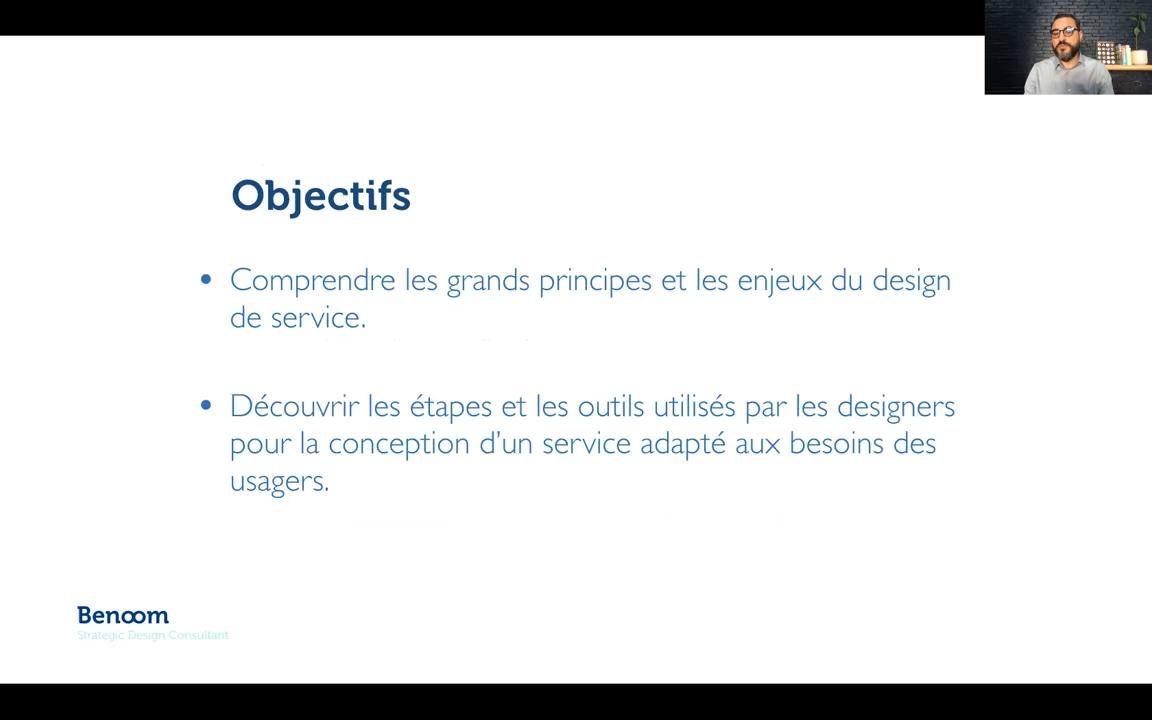 Objectifs
• Comprendre les grands principes et les enjeux du design
de service.
• Découvrir les étapes et les outils utilisés par les designers
pour la conception d’un service adapté aux besoins des
usagers.
Benoom
Strategic Design Consultant